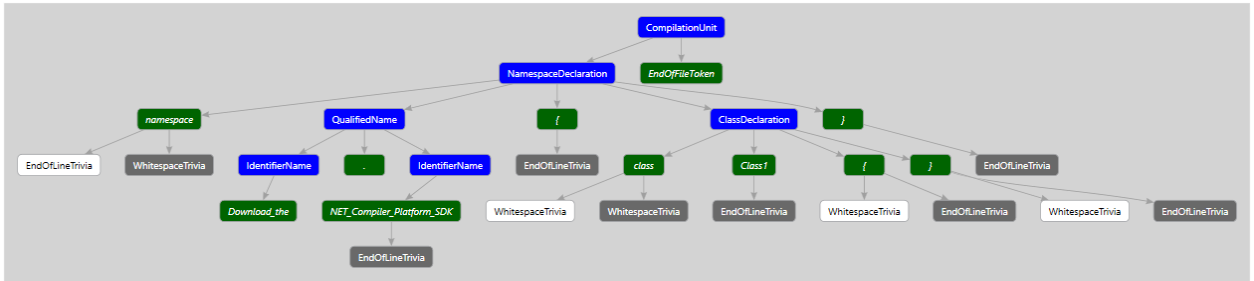 CompilationUnit
NamespaceDeclaration EndOfFileToken
namespace QualifiedName { ClassDeclaration }
EndOfLineTrivia WhitespaceTrivia IdentifierName . IdentifierName EndOfLineTrivia class Class1 { } EndOfLineTrivia
Download_the NET_Compiler_Platform_SDK WhitespaceTrivia WhitespaceTrivia EndOfLineTrivia WhitespaceTrivia EndOfLineTrivia WhitespaceTrivia EndOfLineTrivia
EndOfLineTrivia